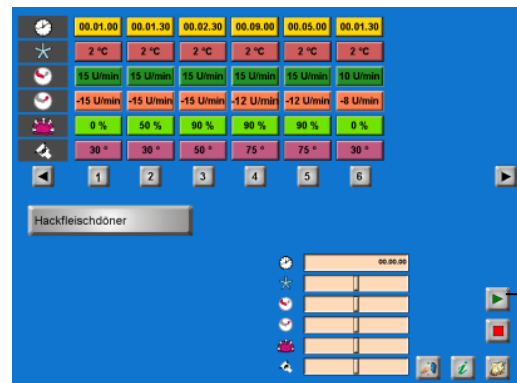 00.01.00 00.01.30 00.02.30 00.09.00 00.05.00 00.01.30
2 °C 2 °C 2 °C 2 °C 2 °C 2 °C
15 U/min 15 U/min 15 U/min 15 U/min 15 U/min 10 U/min
-15 U/min -15 U/min -15 U/min -12 U/min -12 U/min -8 U/min
0 % 50 % 90 % 90 % 90 % 0 %
30 ° 30 ° 50 ° 75 ° 75 ° 30 °
1 2 3 4 5 6
Hackfleischdöner
00.00.00
i